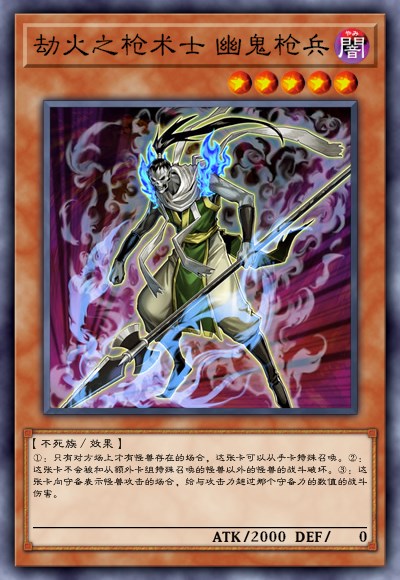 劫火之枪术士 幽鬼枪兵
やみ
闇
【不死族／效果】
①：只有对方场上才有怪兽存在的场合，这张卡可以从手卡特殊召唤。②：
这张卡不会被和从额外卡组特殊召唤的怪兽以外的怪兽的战斗破坏。③：这
张卡向守备表示怪兽攻击的场合，给与攻击力超过那个守备力的数值的战斗
伤害。
ATK/2000 DEF/ 0